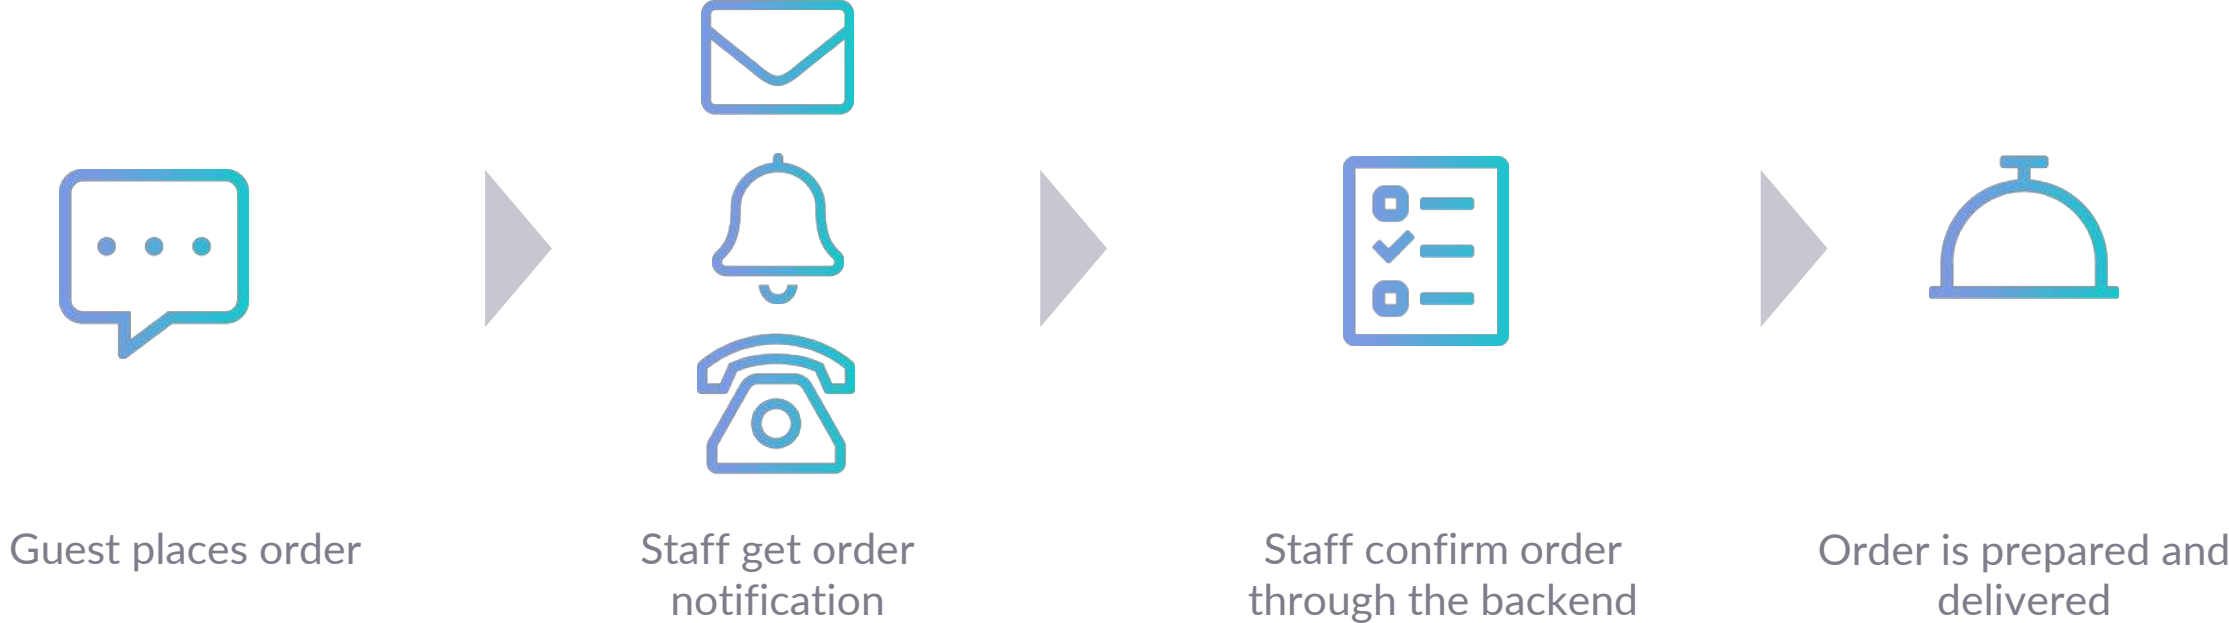 Guest places order
Staff get order
notification
Staff confirm order
through the backend
Order is prepared and
delivered